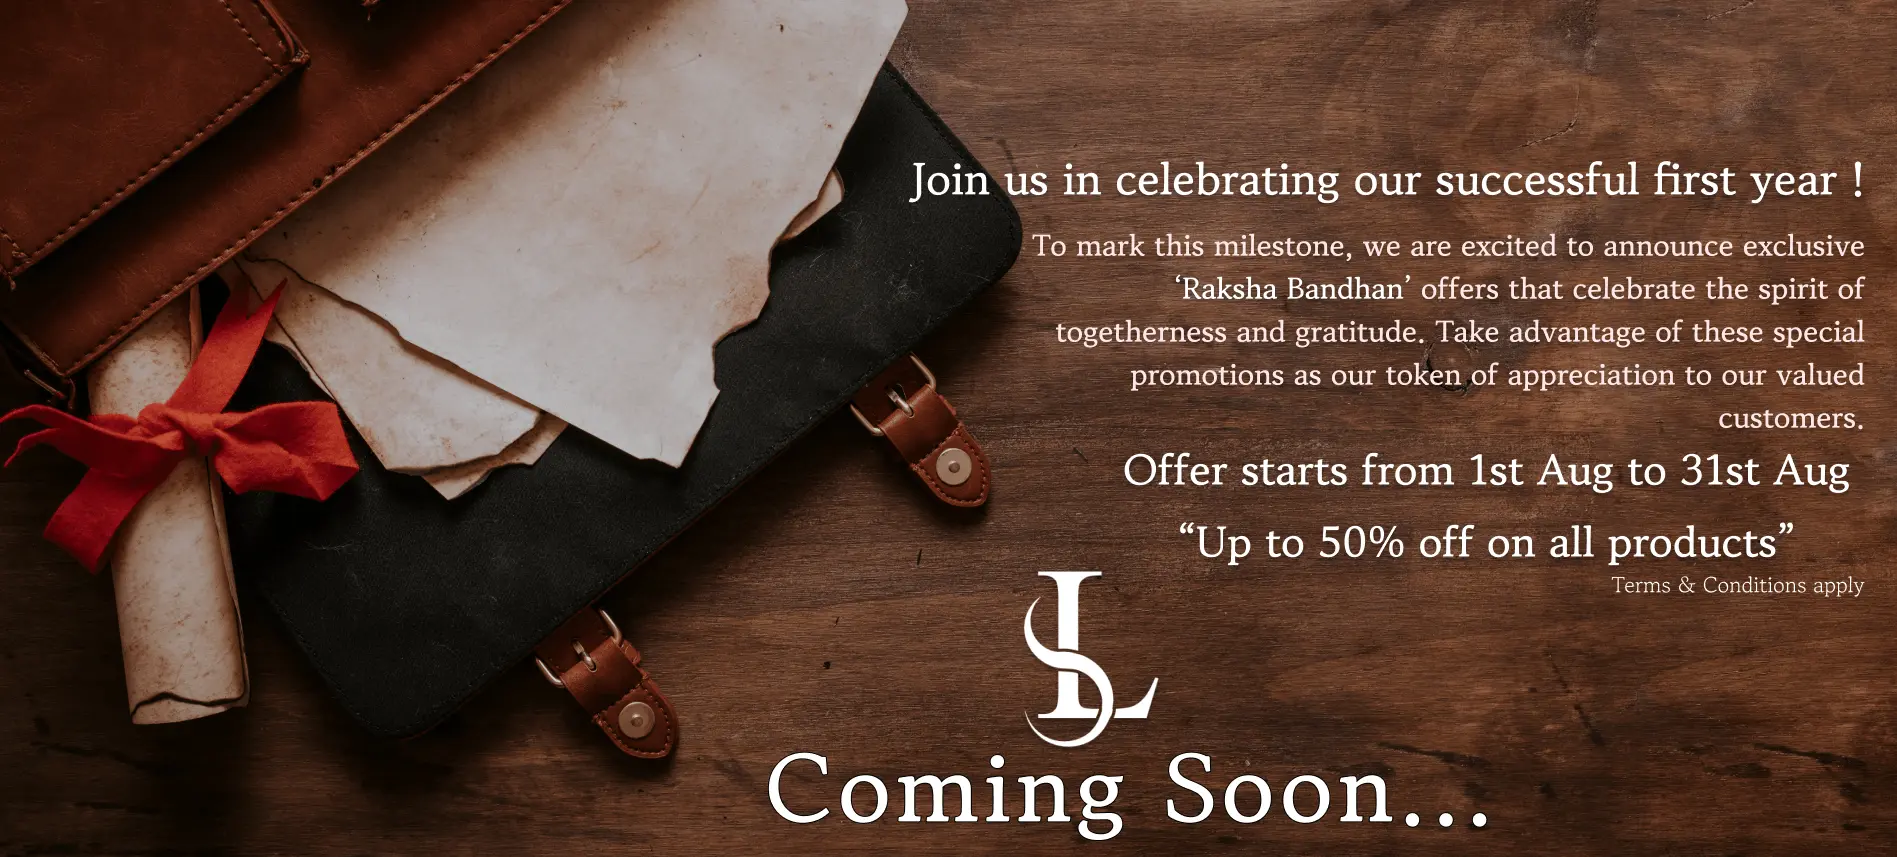 Join us in celebrating our successful first year !
To mark this milestone, we are excited to announce exclusive
‘Raksha Bandhan’ offers that celebrate the spirit of
togetherness and gratitude. Take advantage of these special
promotions as our token of appreciation to our valued
customers.
Offer starts from 1st Aug to 31st Aug
“Up to 50% off on all products”
Terms & Conditions apply
SL
Coming Soon...